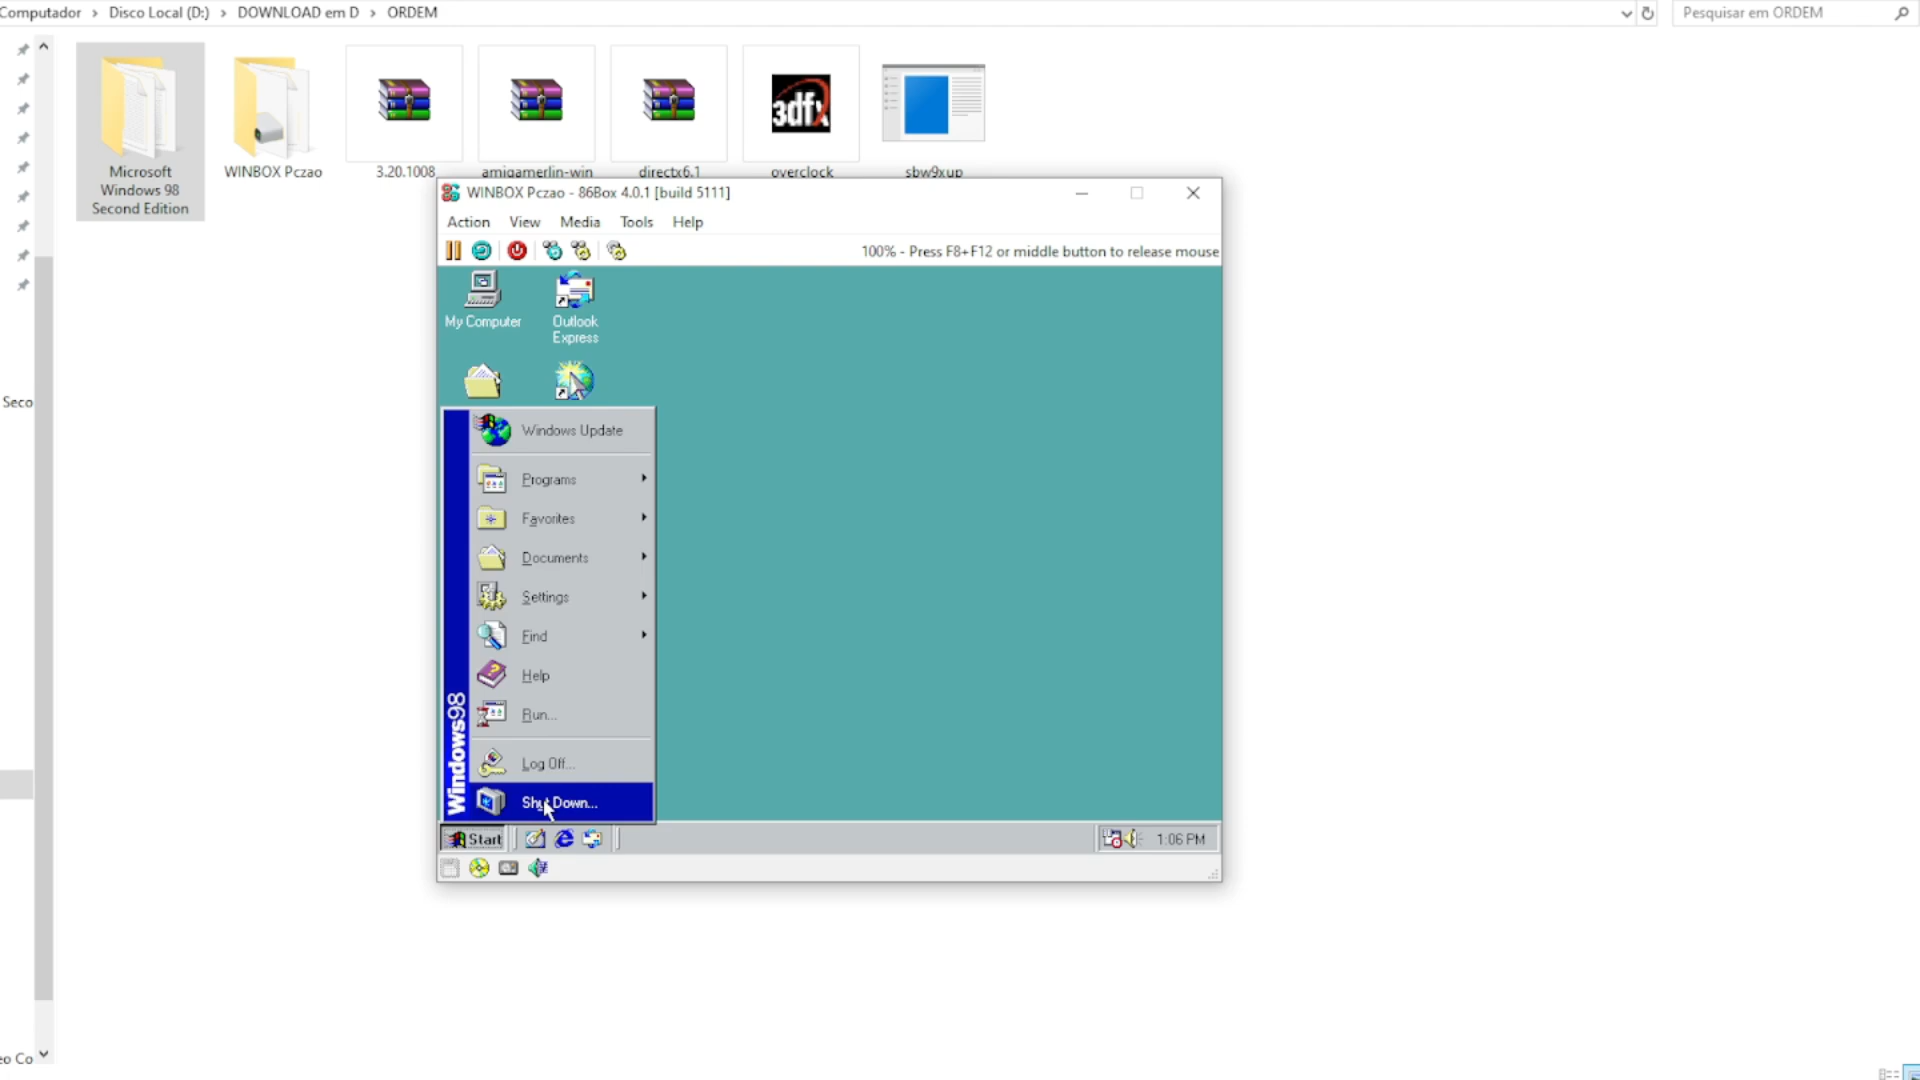 Computador > Disco Local (D:) > DOWNLOAD em D > ORDEM
Pesquisar em ORDEM
Microsoft
Windows 98
Second Edition
WINBOX Pczao
3.20.1008
amigamerlin-win
directx6.1
3dfx
overclock
sbw9xup
WINBOX Pczao - 86Box 4.0.1 [build 5111]
Action View Media Tools Help
100% - Press F8+F12 or middle button to release mouse
My Computer
Outlook
Express
Seco
Windows Update
Programs
Favorites
Documents
Settings
Find
Help
Run...
Log Off...
Shut Down...
Windows98
Start
1:06 PM
eo Co